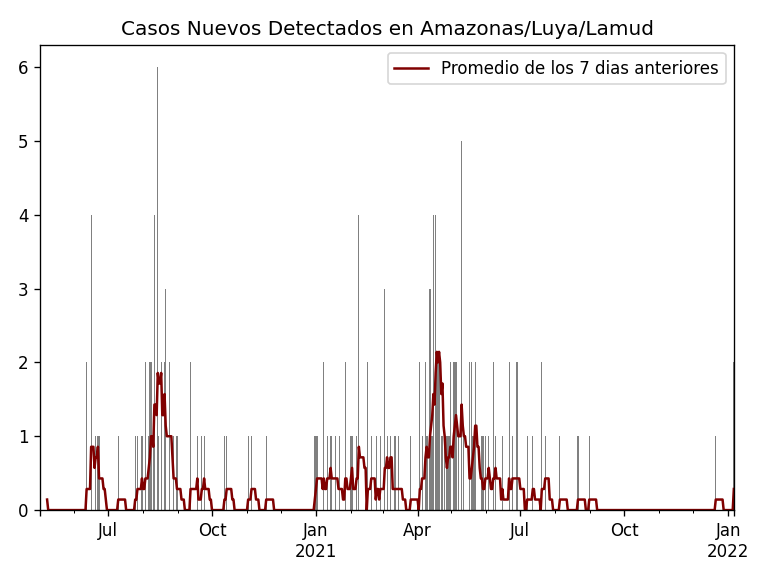 Casos Nuevos Detectados en Amazonas/Luya/Lamud
Promedio de los 7 dias anteriores
6
5
4
3
2
1
0
Jul
Oct
Jan
2021
Apr
Jul
Oct
Jan
2022